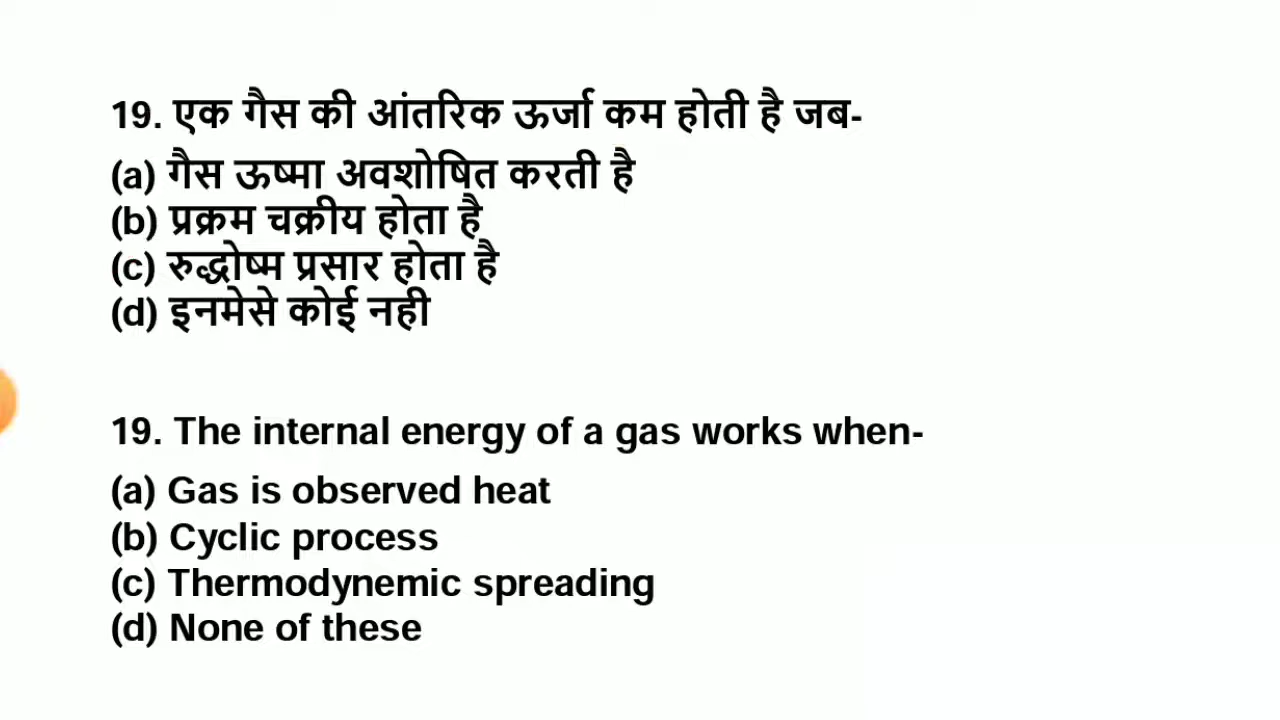 19. एक गैस की आंतरिक ऊर्जा कम होती है जब-
(a) गैस ऊष्मा अवशोषित करती है
(b) प्रक्रम चक्रीय होता है
(c) रुद्धोष्म प्रसार होता है
(d) इनमेसे कोई नही
19. The internal energy of a gas works when-
(a) Gas is observed heat
(b) Cyclic process
(c) Thermodynemic spreading
(d) None of these